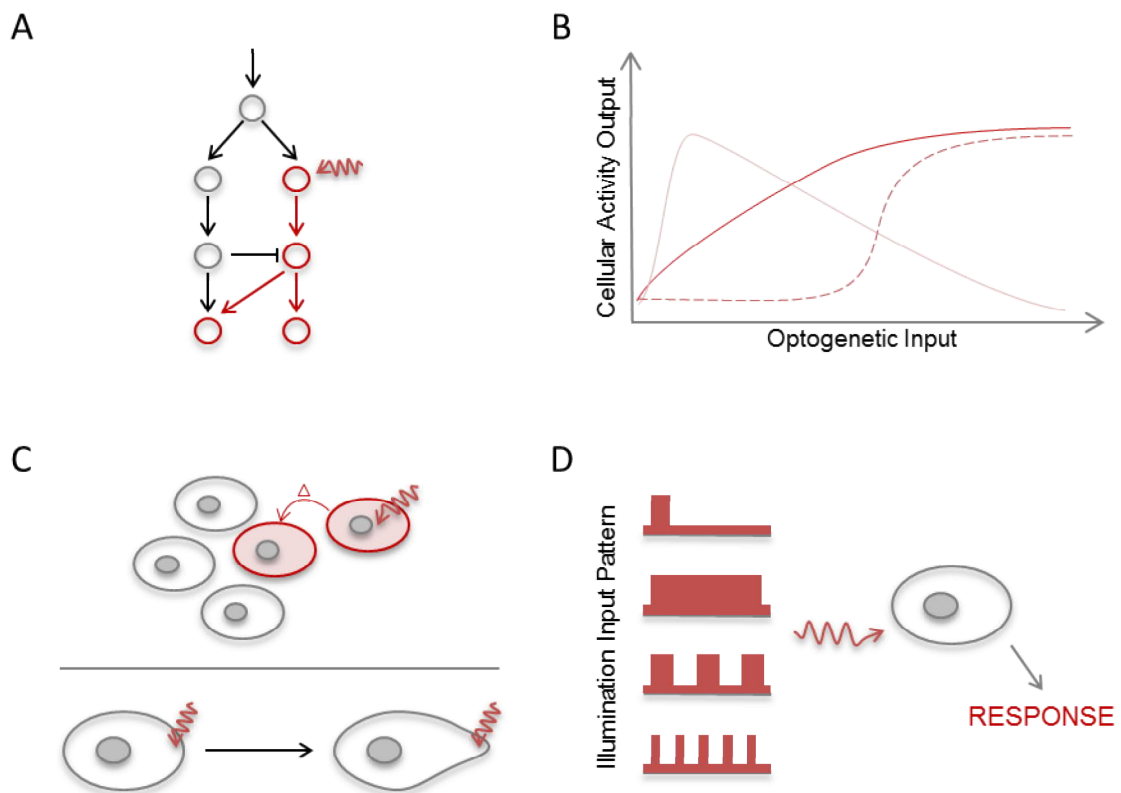 A
B
Cellular Activity Output
Optogenetic Input
C
Δ
D
Illumination Input Pattern
RESPONSE